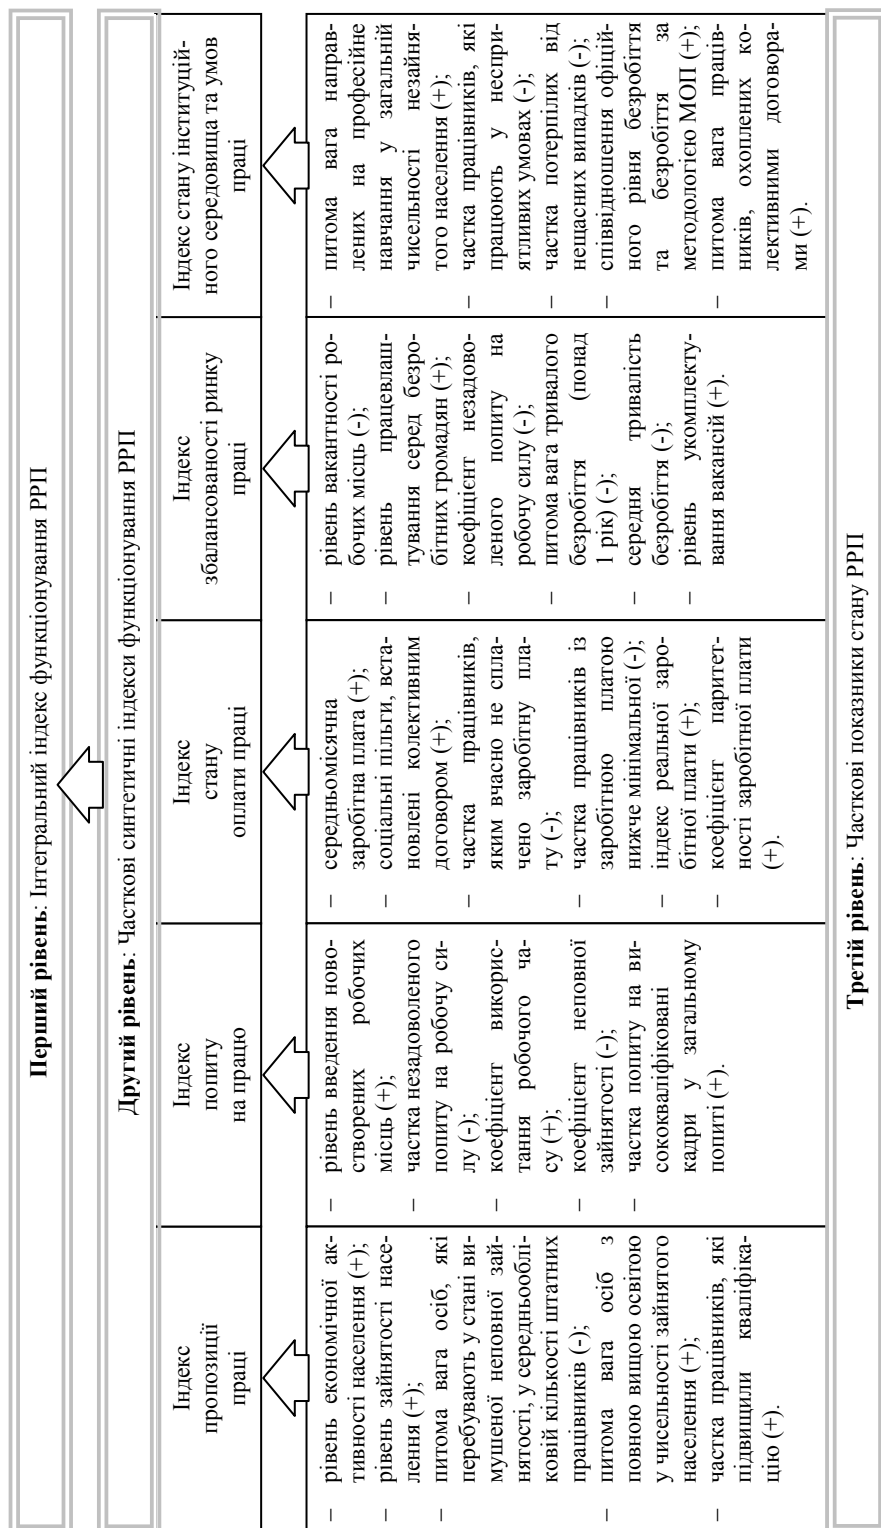 Перший рівень: Інтегральний індекс функціонування РРП
Другий рівень: Часткові синтетичні індекси функціонування РРП
Індекс
пропозиції
праці
– рівень економічної ак-
тивності населення (+);
– рівень зайнятості насе-
лення (+);
– питома вага осіб, які
перебувають у стані ви-
мушеної неповної зай-
нятості, у середньооблі-
ковій кількості штатних
працівників (-);
– питома вага осіб з
повною вищою освітою
у чисельності зайнятого
населення (+);
– частка працівників, які
підвищили кваліфіка-
цію (+).
Індекс
попиту
на працю
– рівень введення ново-
створених робочих
місць (+);
– частка незадоволеного
попиту на робочу си-
лу (-);
– коефіцієнт викорис-
тання робочого ча-
су (+);
– коефіцієнт неповної
зайнятості (-);
– частка попиту на ви-
сококваліфіковані
кадри у загальному
попиті (+).
Індекс
стану
оплати праці
– середньомісячна
заробітна плата (+);
– соціальні пільги, вста-
новлені колективним
договором (+);
– частка працівників,
яким вчасно не спла-
чено заробітну пла-
ту (-);
– частка працівників із
заробітною платою
нижче мінімальної (-);
– індекс реальної заро-
бітної плати (+);
– коефіцієнт паритет-
ності заробітної плати
(+).
Індекс
збалансованості ринку
праці
– рівень вакантності ро-
бочих місць (-);
– рівень працевлаш-
тування серед безро-
бітних громадян (+);
– коефіцієнт незадово-
леного попиту на
робочу силу (-);
– питома вага тривалого
безробіття (понад
1 рік) (-);
– середня тривалість
безробіття (-);
– рівень укомплекту-
вання вакансій (+).
Індекс стану інституцій-
ного середовища та умов
праці
– питома вага направ-
лених на професійне
навчання у загальній
чисельності незайня-
того населення (+);
– частка працівників, які
працюють у неспри-
ятливих умовах (-);
– частка потерпілих від
нещасних випадків (-);
– співвідношення офіцій-
ного рівня безробіття
та безробіття за
методологією МОП (+);
– питома вага праців-
ників, охоплених ко-
лективними договора-
ми (+).
Третій рівень: Часткові показники стану РРП